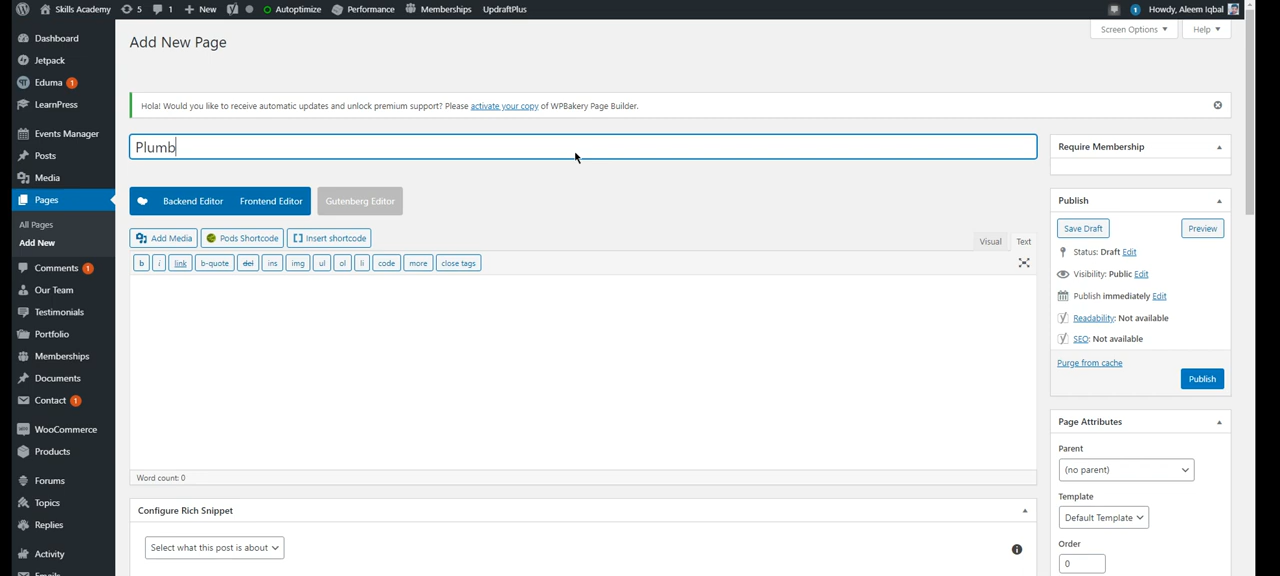 Skills Academy 5 1 New Autoptimize Performance Memberships UpdraftPlus 1 Howdy, Aleem Iqbal
Screen Options Help
Dashboard
Jetpack
Eduma 1
LearnPress
Events Manager
Posts
Media
Pages
All Pages
Add New
Comments 1
Our Team
Testimonials
Portfolio
Memberships
Documents
Contact 1
WooCommerce
Products
Forums
Topics
Replies
Activity
Emails
Add New Page
Hola! Would you like to receive automatic updates and unlock premium support? Please activate your copy of WPBakery Page Builder.
Plumb
Backend Editor Frontend Editor Gutenberg Editor
Add Media Pods Shortcode [] Insert shortcode
Visual Text
b i link b-quote del ins img ul ol li code more close tags
Word count: 0
Configure Rich Snippet
Select what this post is about
Require Membership
Publish
Save Draft Preview
Status: Draft Edit
Visibility: Public Edit
Publish immediately Edit
Readability: Not available
SEO: Not available
Purge from cache
Publish
Page Attributes
Parent
(no parent)
Template
Default Template
Order
0